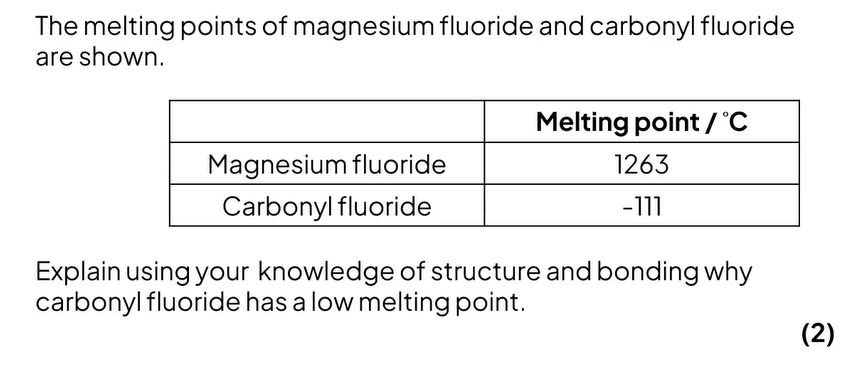 The melting points of magnesium fluoride and carbonyl fluoride
are shown.
Melting point / °C
Magnesium fluoride 1263
Carbonyl fluoride -111
Explain using your knowledge of structure and bonding why
carbonyl fluoride has a low melting point.
(2)